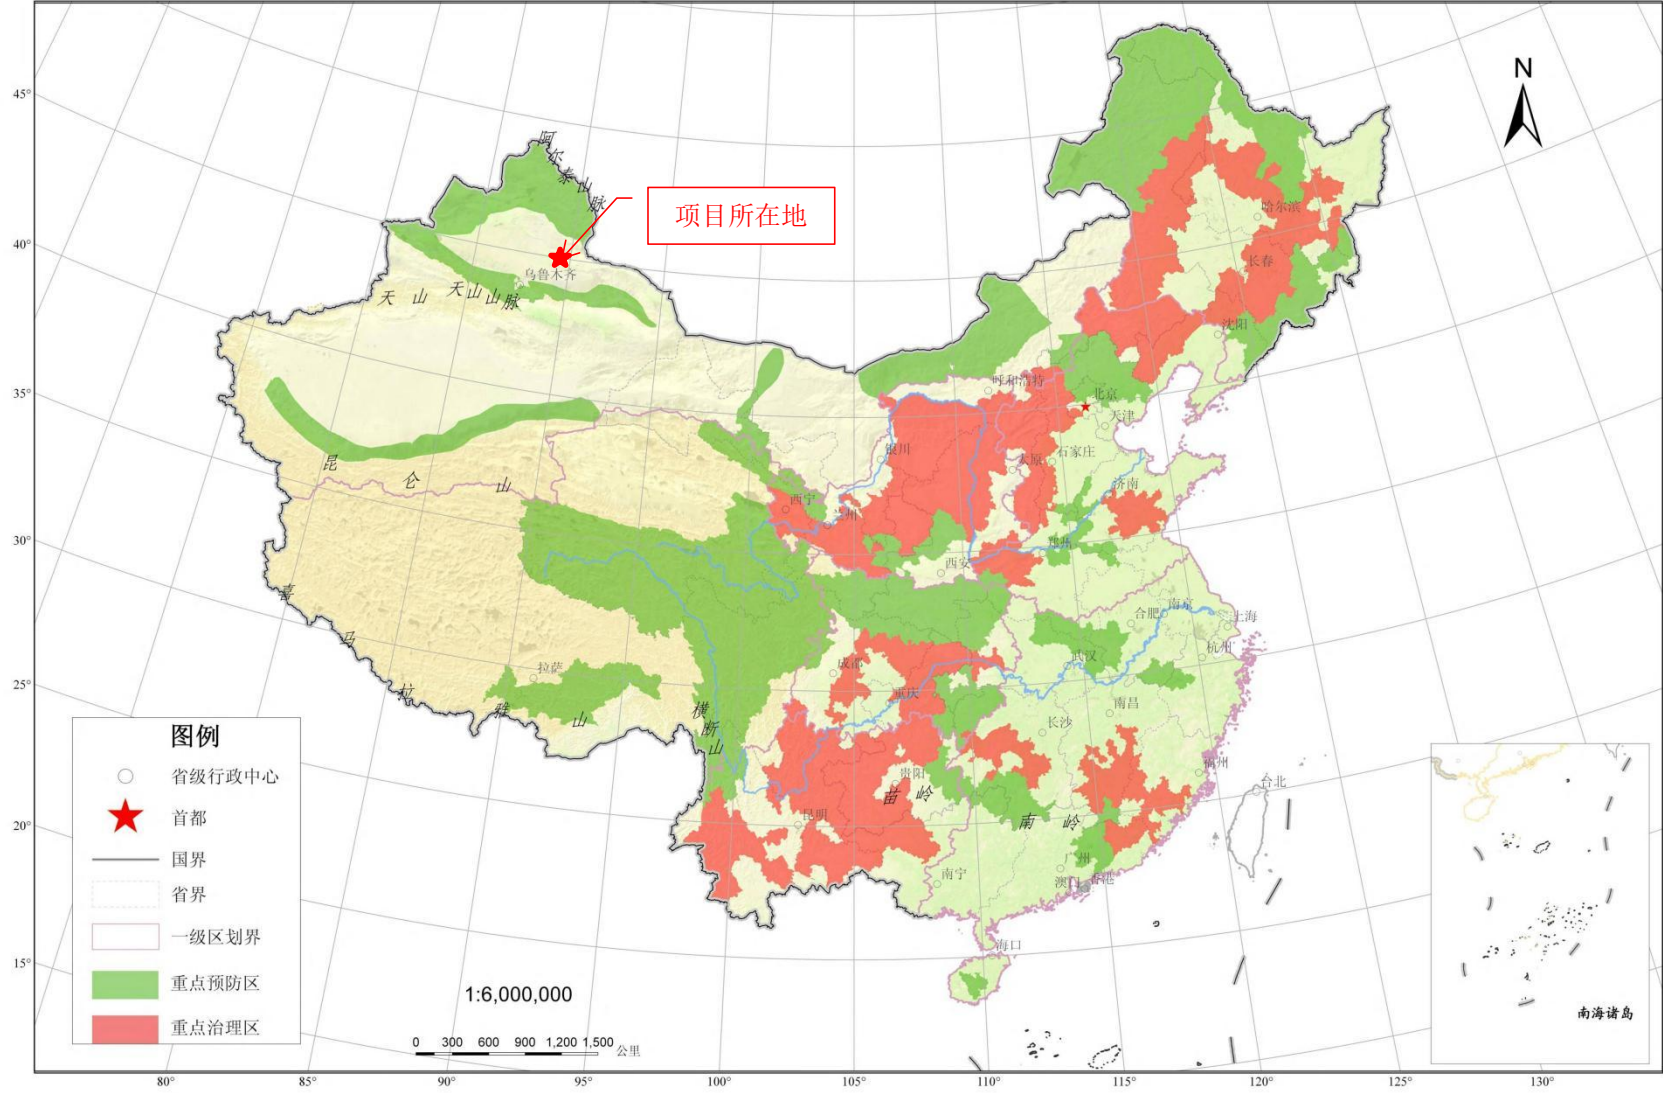 N
45°
40°
35°
30°
25°
20°
15°
阿尔泰山脉
项目所在地
乌鲁木齐
天山
天山山脉
哈尔滨
长春
沈阳
呼和浩特
北京
天津
石家庄
太原
银川
济南
西宁
兰州
郑州
西安
昆仑山
喜马拉雅山
拉萨
横断山
成都
重庆
武汉
合肥
南京
上海
杭州
南昌
长沙
贵阳
苗岭
南岭
昆明
福州
台北
广州
南宁
澳门
香港
海口
图例
省级行政中心
首都
国界
省界
一级区划界
重点预防区
重点治理区
1:6,000,000
0 300 600 900 1,200 1,500
公里
南海诸岛
80° 85° 90° 95° 100° 105° 110° 115° 120° 125° 130°